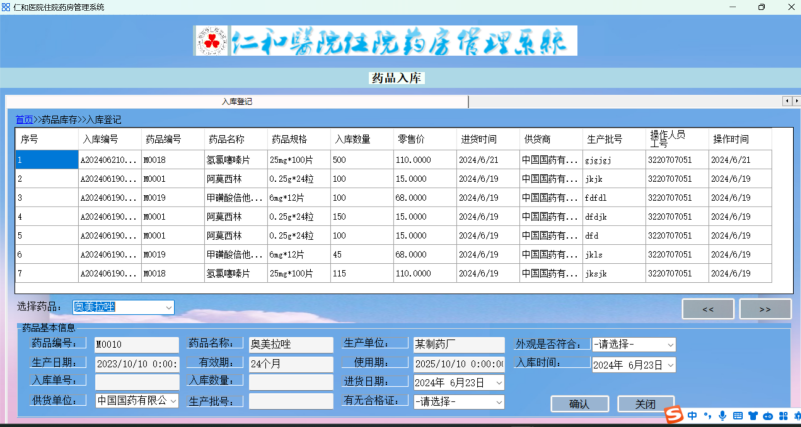 仁和医院住院药房管理系统
仁和醫院住院药房管理系統
药品入库
入库登记
首页>>药品库存>>入库登记
序号 入库编号 药品编号 药品名称 药品规格 入库数量 零售价 进货时间 供货商 生产批号 操作人员工号 操作时间
1 A202406210... M0018 氢氯噻嗪片 25mg*100片 500 110.0000 2024/6/21 中国国药有... gjgjgj 3220707051 2024/6/21
2 A202406190... M0001 阿莫西林 0.25g*24粒 100 15.0000 2024/6/19 中国国药有... jkjk 3220707051 2024/6/19
3 A202406190... M0019 甲磺酸倍他... 6mg*12片 100 68.0000 2024/6/19 中国国药有... fdfdl 3220707051 2024/6/19
4 A202406190... M0001 阿莫西林 0.25g*24粒 150 15.0000 2024/6/19 中国国药有... dfdjk 3220707051 2024/6/19
5 A202406190... M0001 阿莫西林 0.25g*24粒 100 15.0000 2024/6/19 中国国药有... dfd 3220707051 2024/6/19
6 A202406190... M0019 甲磺酸倍他... 6mg*12片 45 68.0000 2024/6/19 中国国药有... jkls 3220707051 2024/6/19
7 A202406190... M0018 氢氯噻嗪片 25mg*100片 115 110.0000 2024/6/19 中国国药有... jksjk 3220707051 2024/6/19
选择药品： 奥美拉唑 << >>
药品基本信息
药品编号： M0010 药品名称： 奥美拉唑 生产单位： 某制药厂 外观是否符合： -请选择-
生产日期： 2023/10/10 0:00: 有效期： 24个月 使用期： 2025/10/10 0:00:0 入库时间： 2024年 6月23日
入库单号： 入库数量： 进货日期： 2024年 6月23日
供货单位： 中国国药有限公 生产批号： 有无合格证： -请选择- 确认 关闭
中